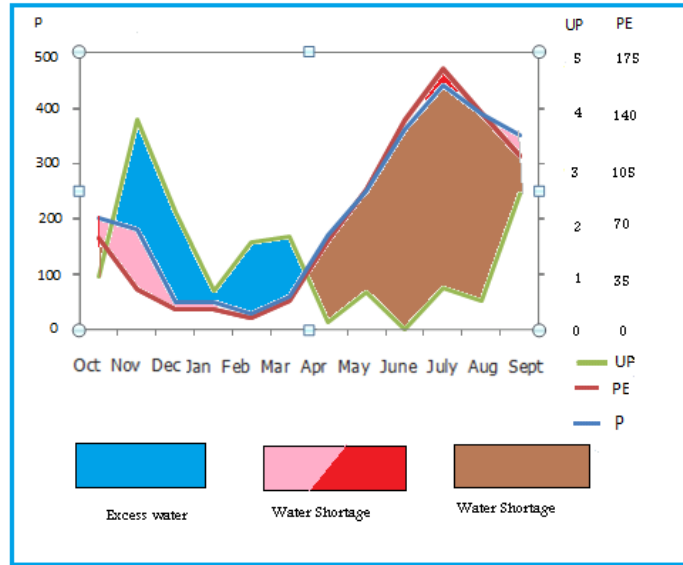 P UP PE
500 5 175
400 4 140
300 3 105
200 2 70
100 1 35
0 0 0
Oct Nov Dec Jan Feb Mar Apr May June July Aug Sept
UP
PE
P
Excess water Water Shortage Water Shortage